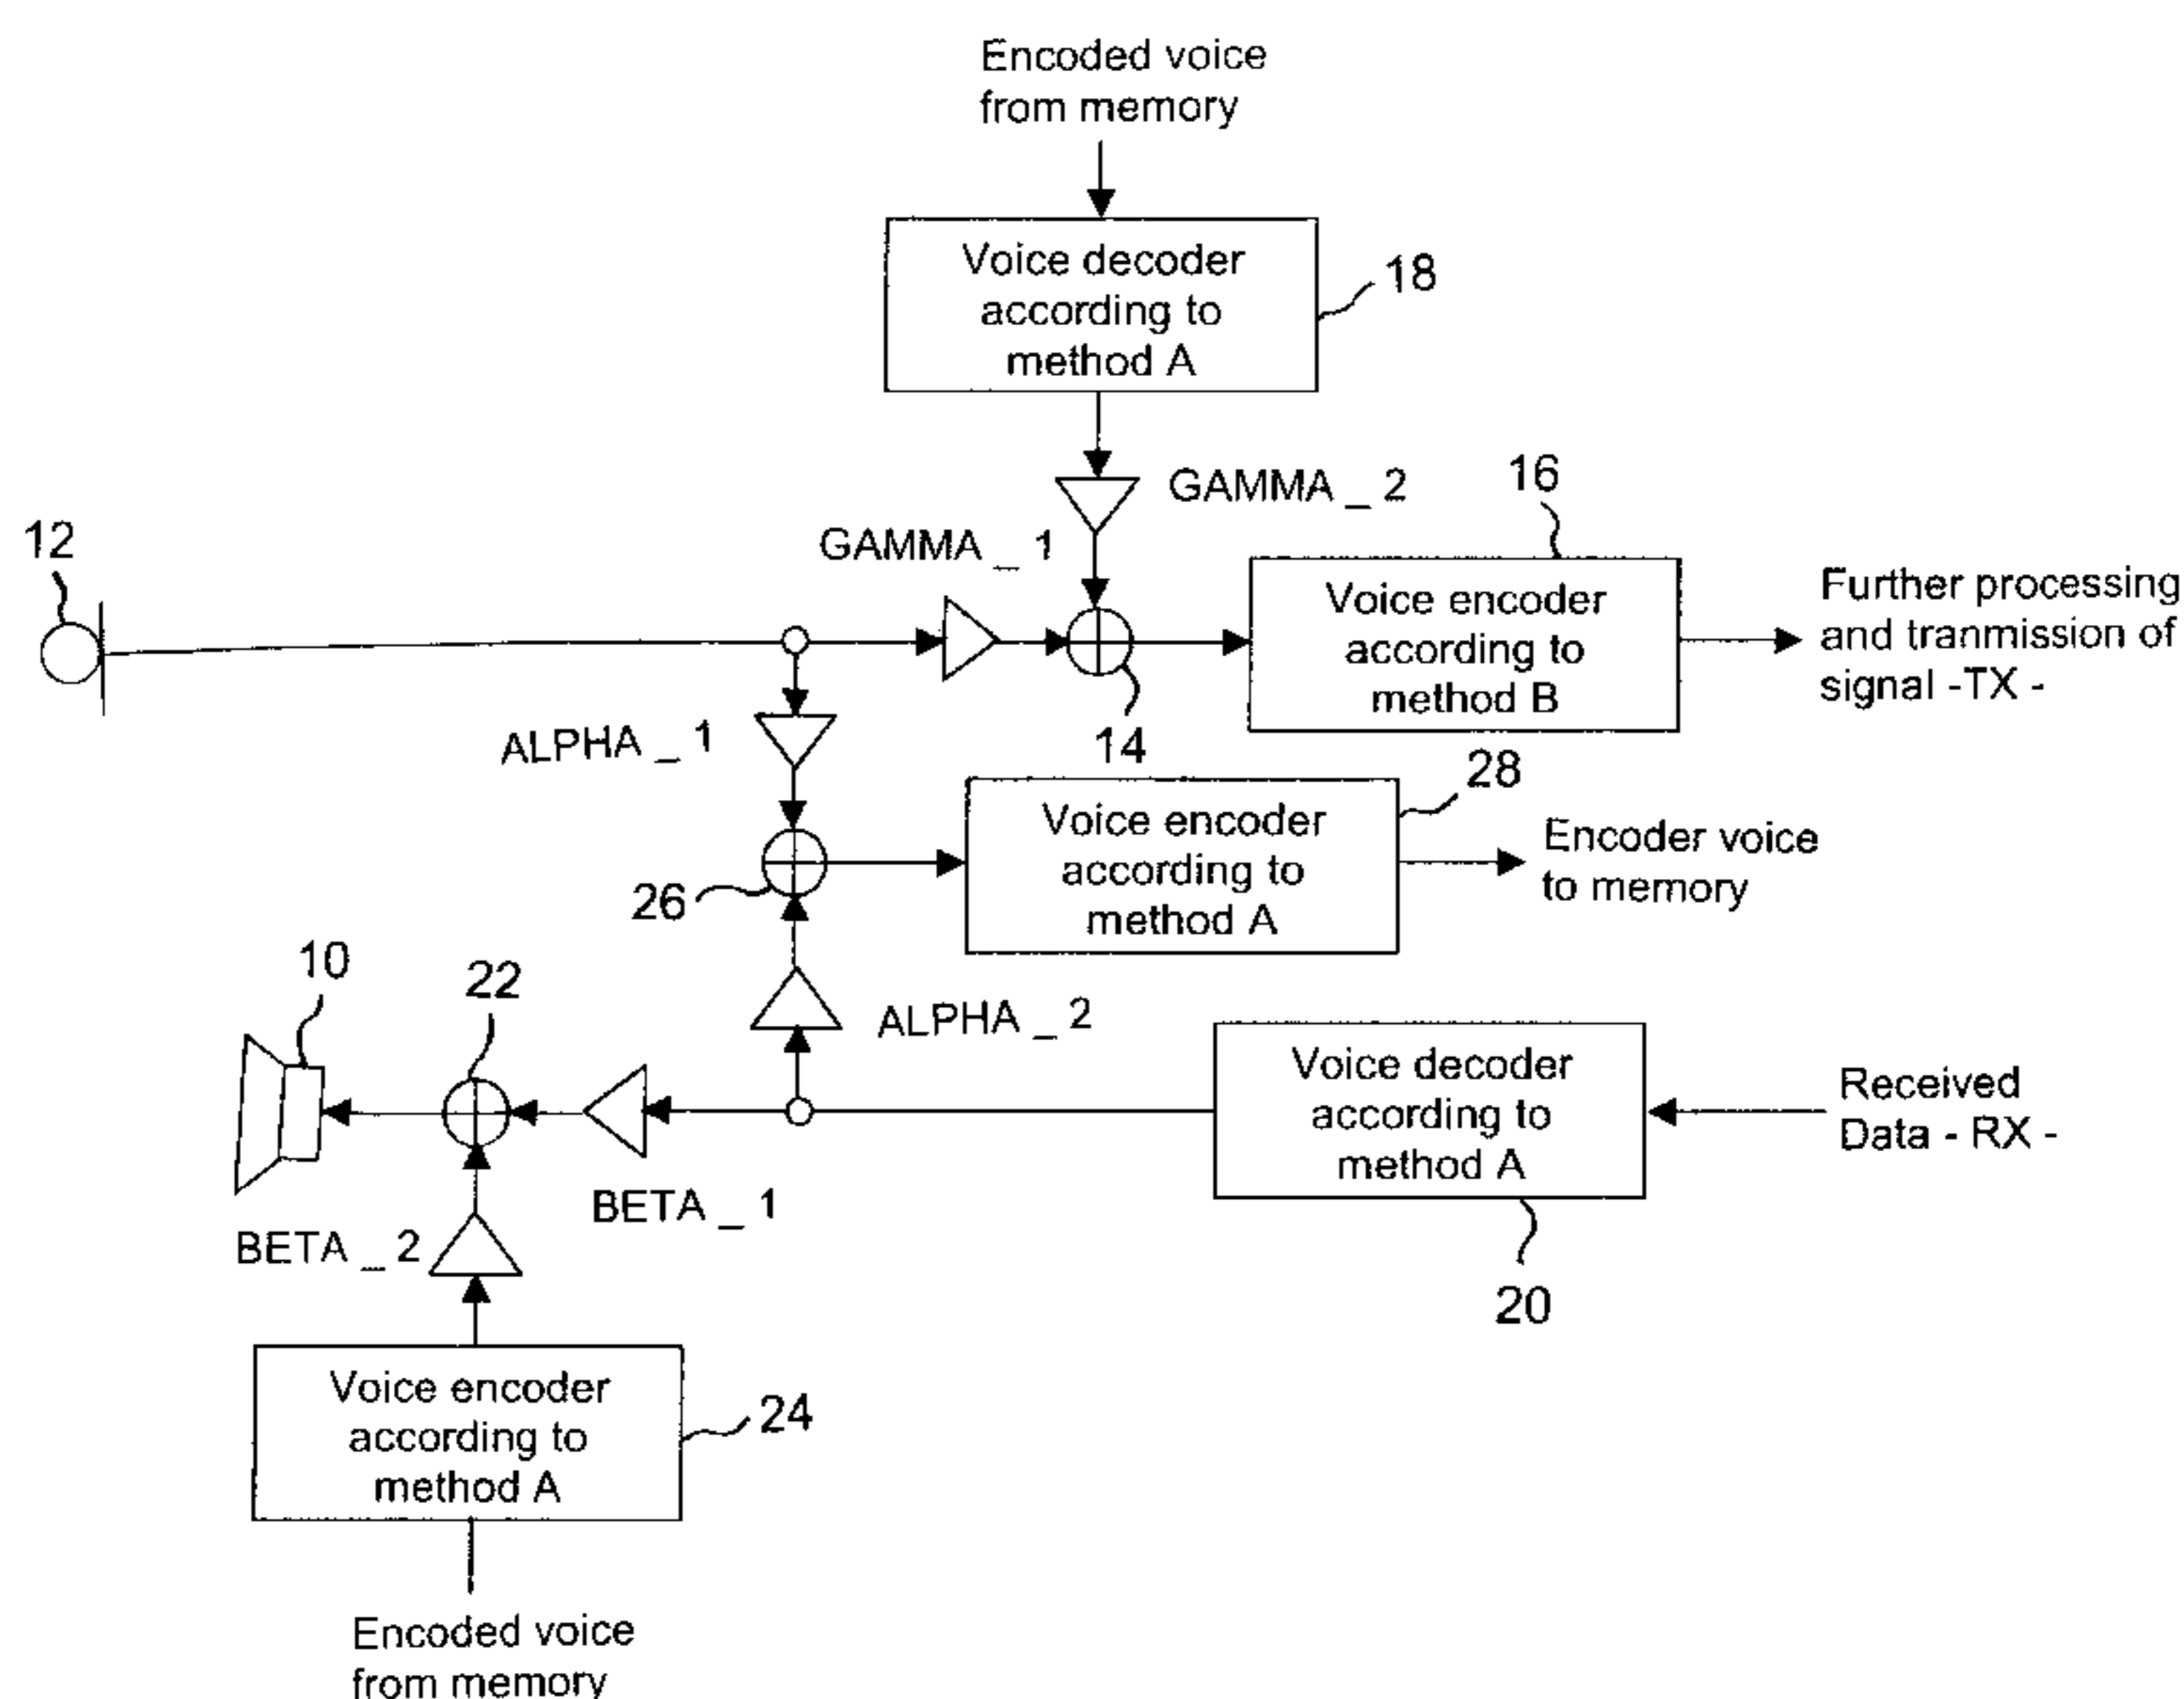 Encoded voice
from memory
Voice decoder
according to
method A
18
GAMMA _ 2
16
12
GAMMA _ 1
Voice encoder
according to
method B
Further processing
and tranmission of
signal -TX -
ALPHA _ 1
14
28
Voice encoder
according to
method A
Encoder voice
to memory
26
10
22
ALPHA _ 2
Voice decoder
according to
method A
Received
Data - RX -
BETA _ 1
BETA _ 2
20
Voice encoder
according to
method A
24
Encoded voice
from memory